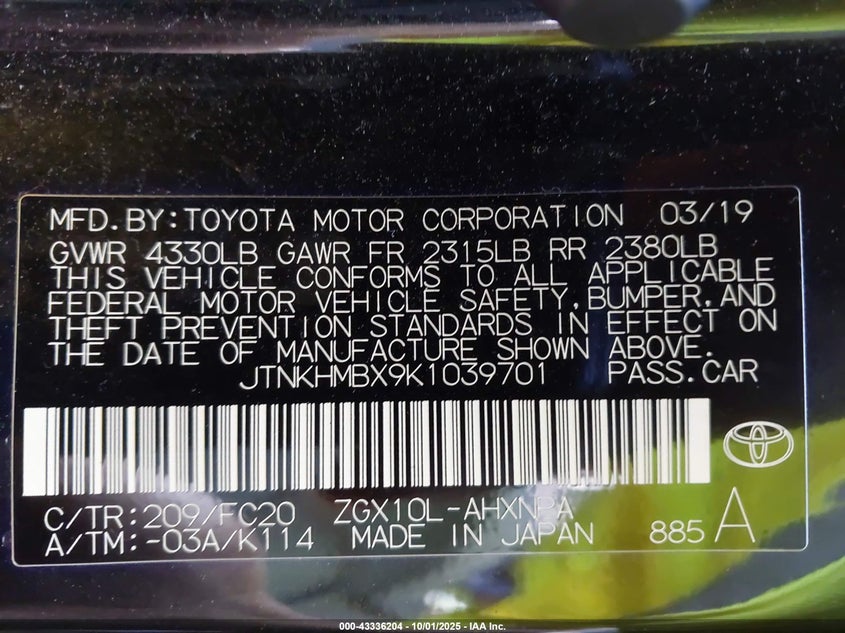 MFD.BY:TOYOTA MOTOR CORPORATION 03/19
GVWR 4330LB GAWR FR 2315LB RR 2380LB
THIS VEHICLE CONFORMS TO ALL APPLICABLE
FEDERAL MOTOR VEHICLE SAFETY,BUMPER,AND
THEFT PREVENTION STANDARDS IN EFFECT ON
THE DATE OF MANUFACTURE SHOWN ABOVE.
JTNKHMBX9K1039701 PASS.CAR
C/TR:209/FC20 ZGX10L-AHXNPA
A/TM:-03A/K114 MADE IN JAPAN 885 A
000-43336204 - 10/01/2025 - IAA Inc.